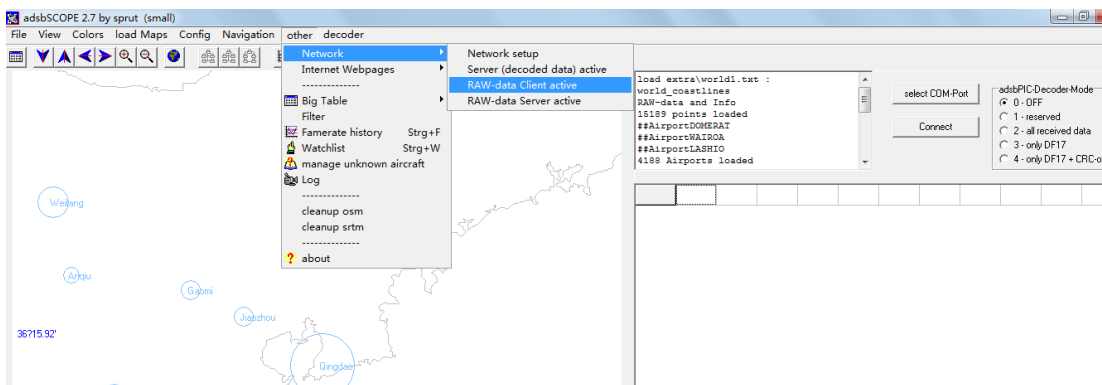 adsbSCOPE 2.7 by sprut (small)
File View Colors load Maps Config Navigation other decoder
Network
Internet Webpages
--------------
Big Table
Filter
Famerate history Strg+F
Watchlist Strg+W
manage unknown aircraft
Log
--------------
cleanup osm
cleanup srtm
--------------
? about
Network setup
Server (decoded data) active
RAW-data Client active
RAW-data Server active
load extra\world1.txt :
world_coastlines
RAW-data and Info
15189 points loaded
##AirportDOMERAT
##AirportWAIROA
##AirportLASHIO
4188 Airports loaded
select COM-Port
Connect
adsbPIC-Decoder-Mode
0 - OFF
1 - reserved
2 - all received data
3 - only DF17
4 - only DF17 + CRC-o
Weifang
Anqiu
Gaomi
Jiaozhou
36?15.92'
Qingdao